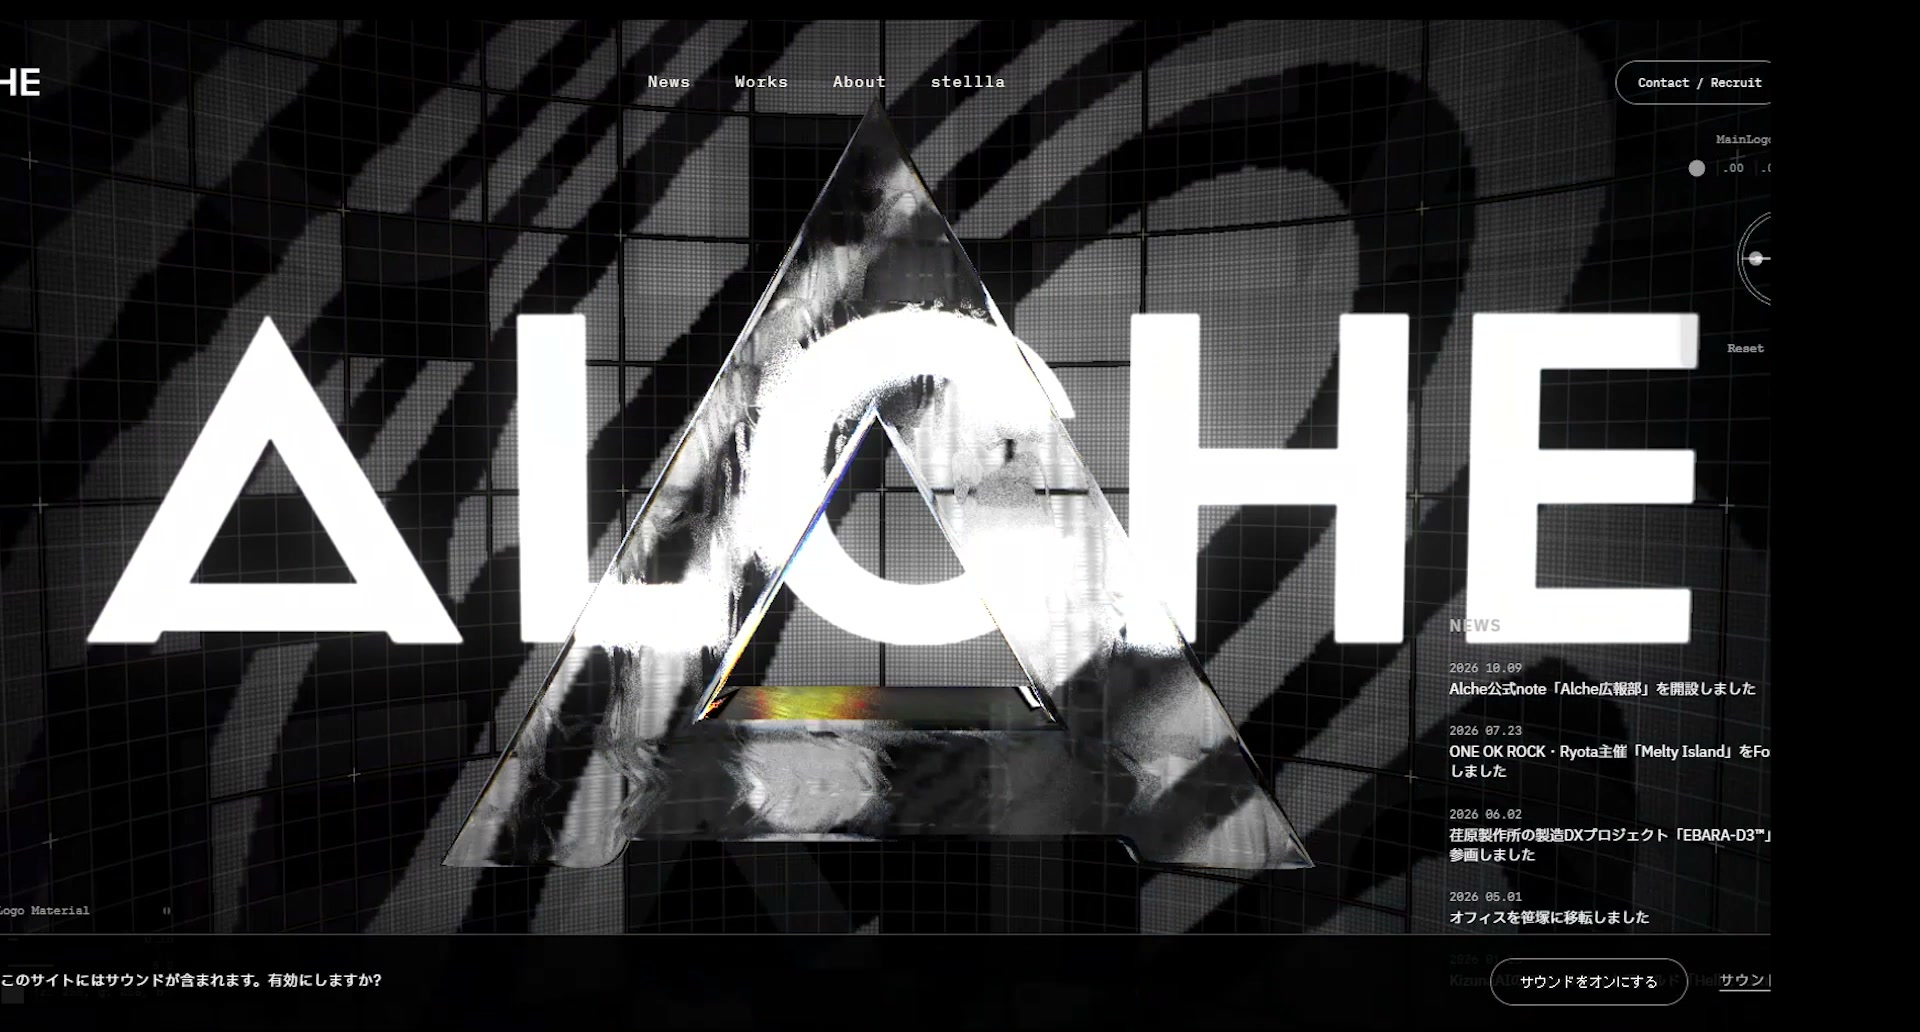 HE
News Works About stellla
Contact / Recruit
MainLogo
.00
Reset
ALCHE
NEWS
2026 10.09
Alche公式note「Alche広報部」を開設しました
2026 07.23
ONE OK ROCK・Ryota主催「Melty Island」をFo
しました
2026 06.02
荏原製作所の製造DXプロジェクト「EBARA-D3™」
参画しました
2026 05.01
オフィスを笹塚に移転しました
Logo Material
このサイトにはサウンドが含まれます。有効にしますか?
サウンドをオンにする
サウン